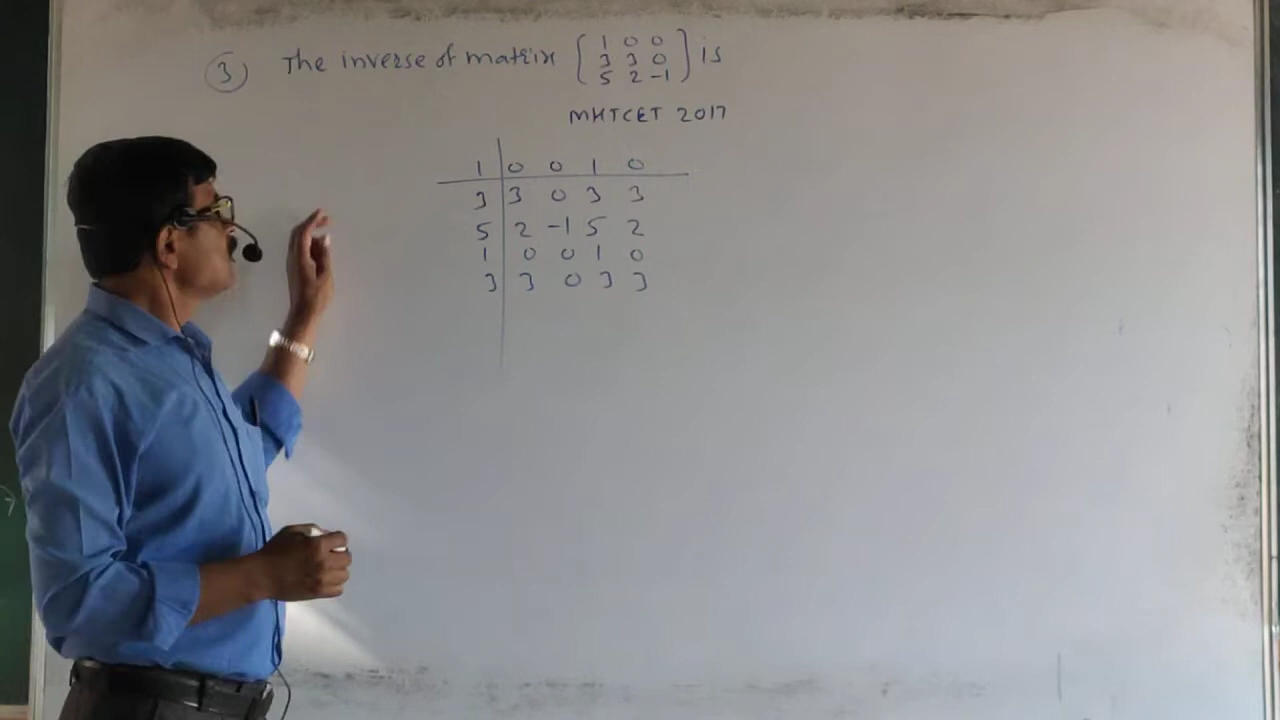 3) The inverse of matrix [ 1 0 0
3 3 0
5 2 -1 ] is
MHTCET 2017
1 0 0 1 0
3 3 0 3 3
5 2 -1 5 2
1 0 0 1 0
3 3 0 3 3